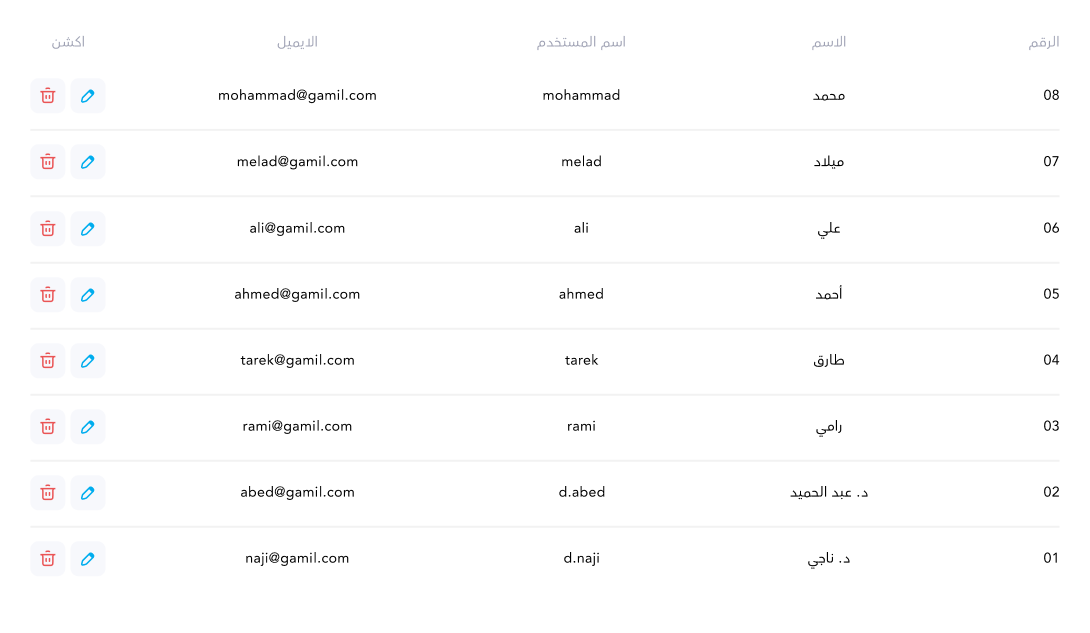 الرقم الاسم اسم المستخدم الايميل اكشن
08 محمد mohammad mohammad@gamil.com
07 ميلاد melad melad@gamil.com
06 علي ali ali@gamil.com
05 أحمد ahmed ahmed@gamil.com
04 طارق tarek tarek@gamil.com
03 رامي rami rami@gamil.com
02 د. عبد الحميد d.abed abed@gamil.com
01 د. ناجي d.naji naji@gamil.com